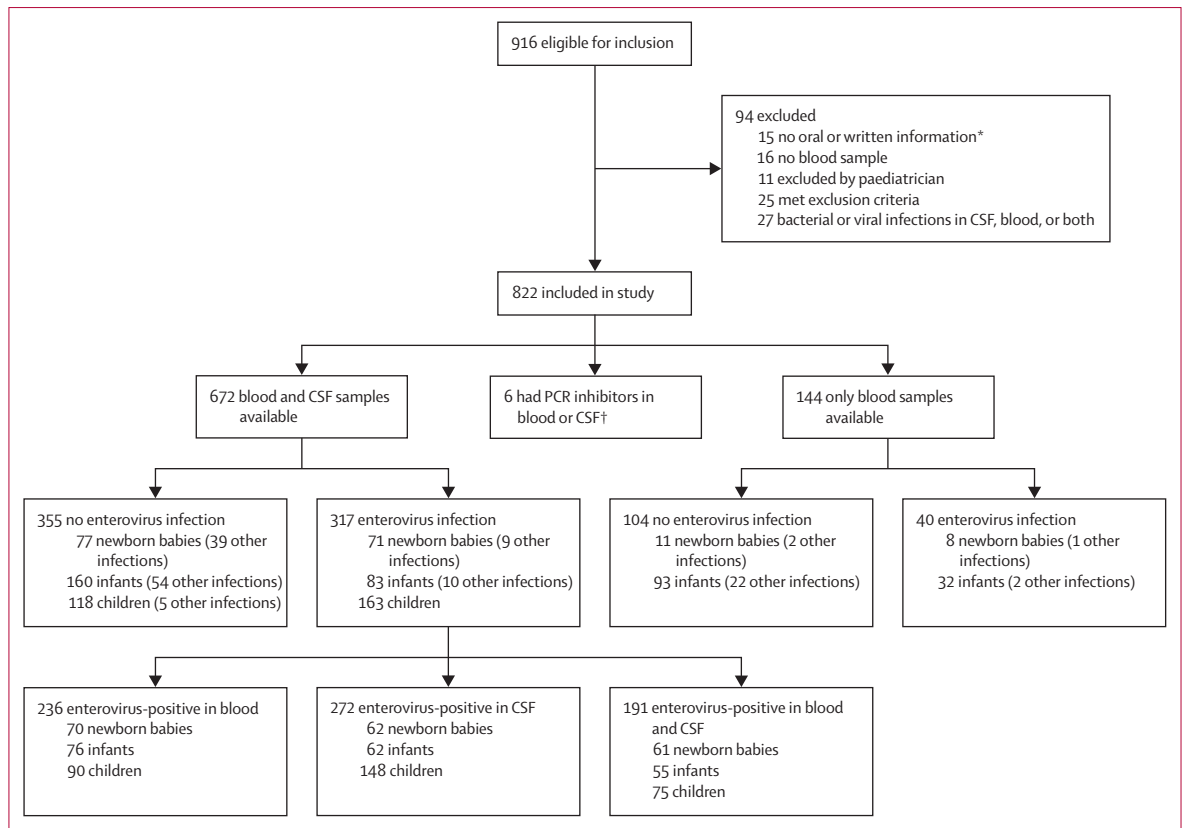 916 eligible for inclusion
94 excluded
15 no oral or written information*
16 no blood sample
11 excluded by paediatrician
25 met exclusion criteria
27 bacterial or viral infections in CSF, blood, or both
822 included in study
672 blood and CSF samples
available
6 had PCR inhibitors in
blood or CSF†
144 only blood samples
available
355 no enterovirus infection
77 newborn babies (39 other
infections)
160 infants (54 other infections)
118 children (5 other infections)
317 enterovirus infection
71 newborn babies (9 other
infections)
83 infants (10 other infections)
163 children
104 no enterovirus infection
11 newborn babies (2 other
infections)
93 infants (22 other infections)
40 enterovirus infection
8 newborn babies (1 other
infections)
32 infants (2 other infections)
236 enterovirus-positive in blood
70 newborn babies
76 infants
90 children
272 enterovirus-positive in CSF
62 newborn babies
62 infants
148 children
191 enterovirus-positive in blood
and CSF
61 newborn babies
55 infants
75 children